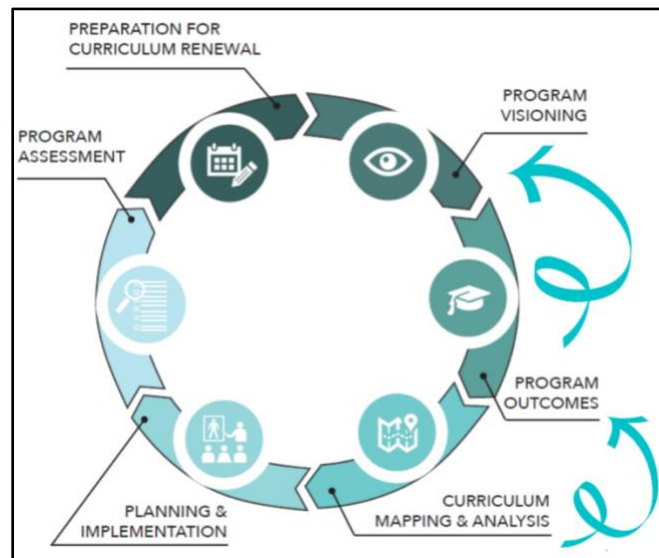 PREPARATION FOR
CURRICULUM RENEWAL
PROGRAM
VISIONING
PROGRAM
ASSESSMENT
PROGRAM
OUTCOMES
PLANNING &
IMPLEMENTATION
CURRICULUM
MAPPING & ANALYSIS